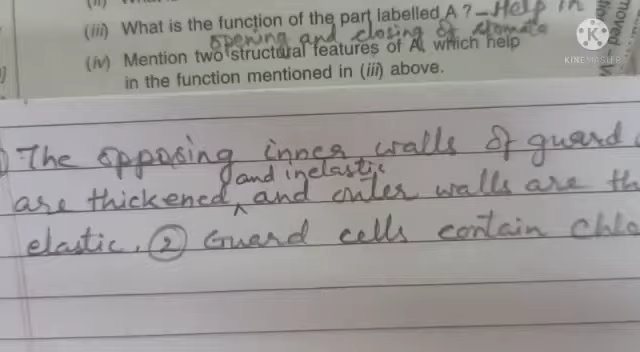 (iii) What is the function of the part labelled A ? – Help in
opening and closing of stomata
(iv) Mention two structural features of A, which help
in the function mentioned in (iii) above.
moved
KINEMASTER
The opposing inner walls of guard
and inelastic
are thickened, ^ and outer walls are th
elastic. ② Guard cells contain chlo